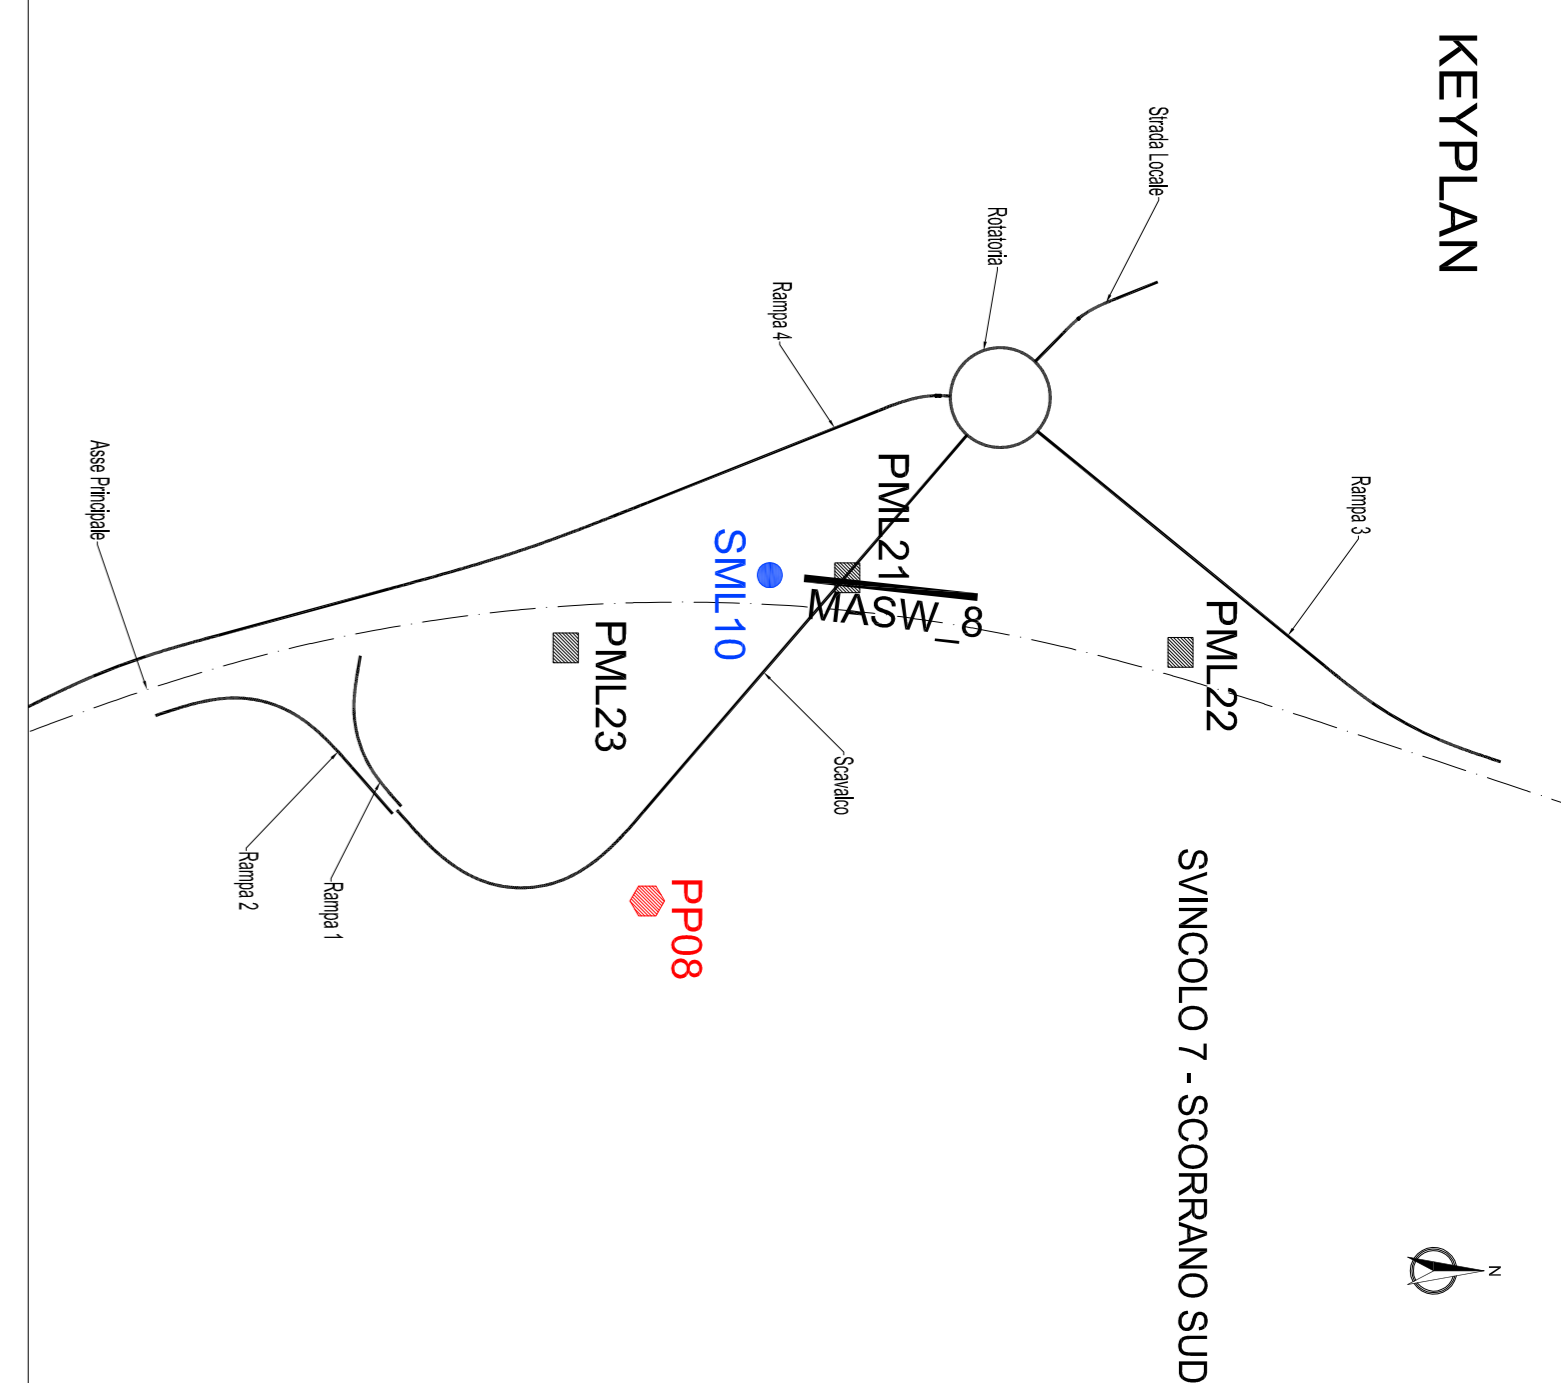 KEYPLAN
Strada Locale
Rotatoria
Rampa 3
Rampa 4
PML21
PML22
MASW_8
SML10
PML23
Asse Principale
Scavalco
SVINCOLO 7 - SCORRANO SUD
PP08
Rampa 1
Rampa 2
N